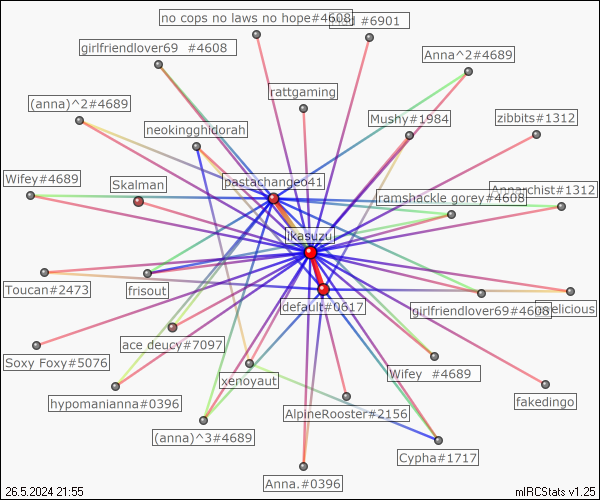 no cops no laws no hope#4608
#6901
girlfriendlover69 #4608
Anna^2#4689
rattgaming
(anna)^2#4689
neokingghidorah
Mushy#1984
zibbits#1312
Wifey#4689
Skalman
pastachangeo41
ramshackle gorey#4608
Annarchist#1312
ikasuzu
Toucan#2473
frisout
default#0617
girlfriendlover69#4608
elicious
ace deucy#7097
Soxy Foxy#5076
xenoyaut
Wifey #4689
hypomanianna#0396
AlpineRooster#2156
fakedingo
(anna)^3#4689
Cypha#1717
Anna.#0396
26.5.2024 21:55
mIRCStats v1.25